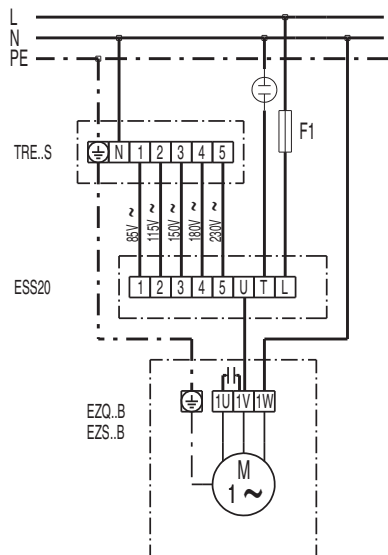 L
N
PE
F1
TRE..S
N 1 2 3 4 5
85V ~
115V ~
150V ~
180V ~
230V ~
ESS20
1 2 3 4 5 U T L
EZQ..B
EZS..B
1U 1V 1W
M
1 ~